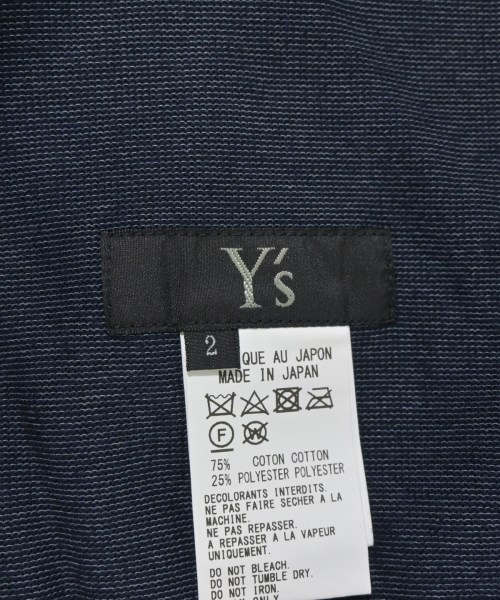 Y's
2
QUE AU JAPON
MADE IN JAPAN
F W
75% COTON COTTON
25% POLYESTER POLYESTER
DECOLORANTS INTERDITS.
NE PAS FAIRE SECHER A LA
MACHINE.
NE PAS REPASSER.
A REPASSER A LA VAPEUR
UNIQUEMENT.
DO NOT BLEACH.
DO NOT TUMBLE DRY.
DO NOT IRON.
ONLY